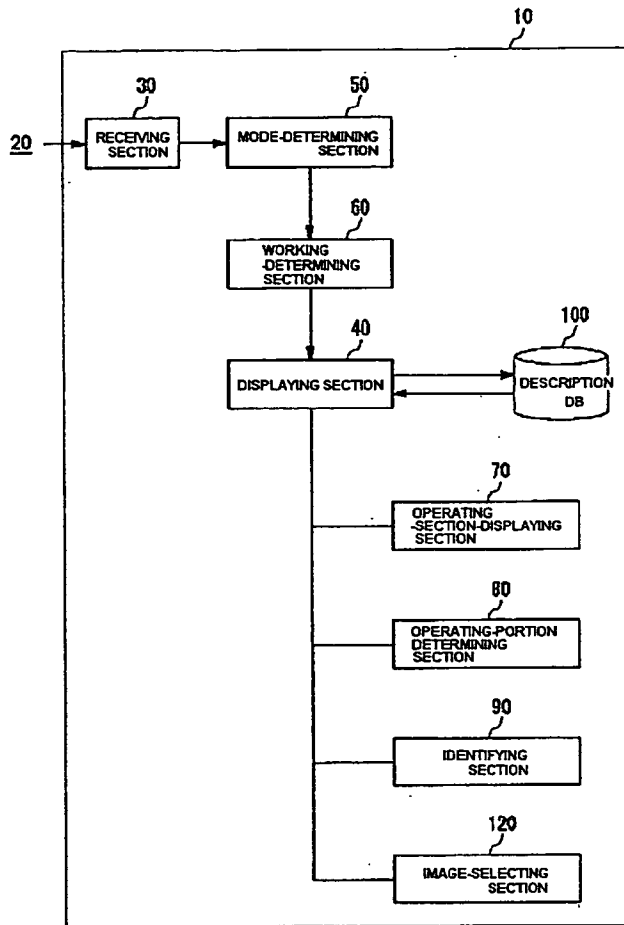 10
30
50
20
RECEIVING
SECTION
MODE-DETERMINING
SECTION
60
WORKING
-DETERMINING
SECTION
40
100
DISPLAYING SECTION
DESCRIPTION
DB
70
OPERATING
-SECTION-DISPLAYING
SECTION
80
OPERATING-PORTION
DETERMINING
SECTION
90
IDENTIFYING
SECTION
120
IMAGE-SELECTING
SECTION